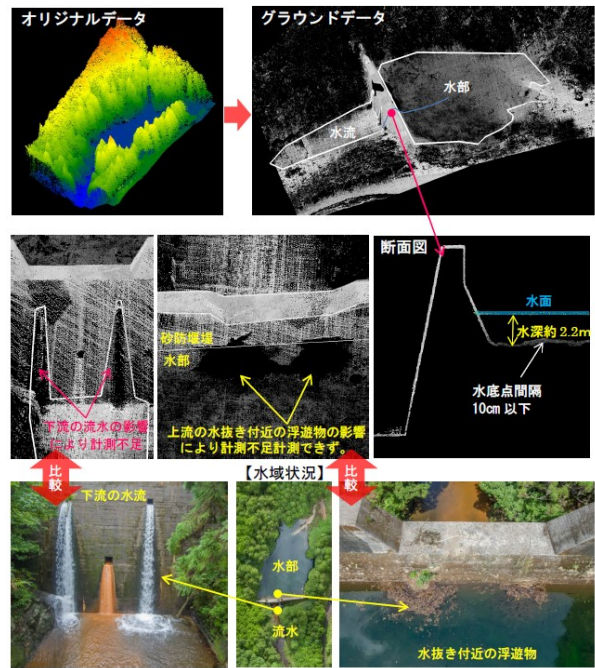 オリジナルデータ
グラウンドデータ
水部
水流
断面図
水面
水深約2.2m
水底点間隔
10cm以下
砂防堰堤
水部
下流の流水の影響
により計測不足
上流の水抜き付近の浮遊物の影響
により計測不足計測できず。
【水域状況】
比較
比較
下流の水流
水部
流水
水抜き付近の浮遊物